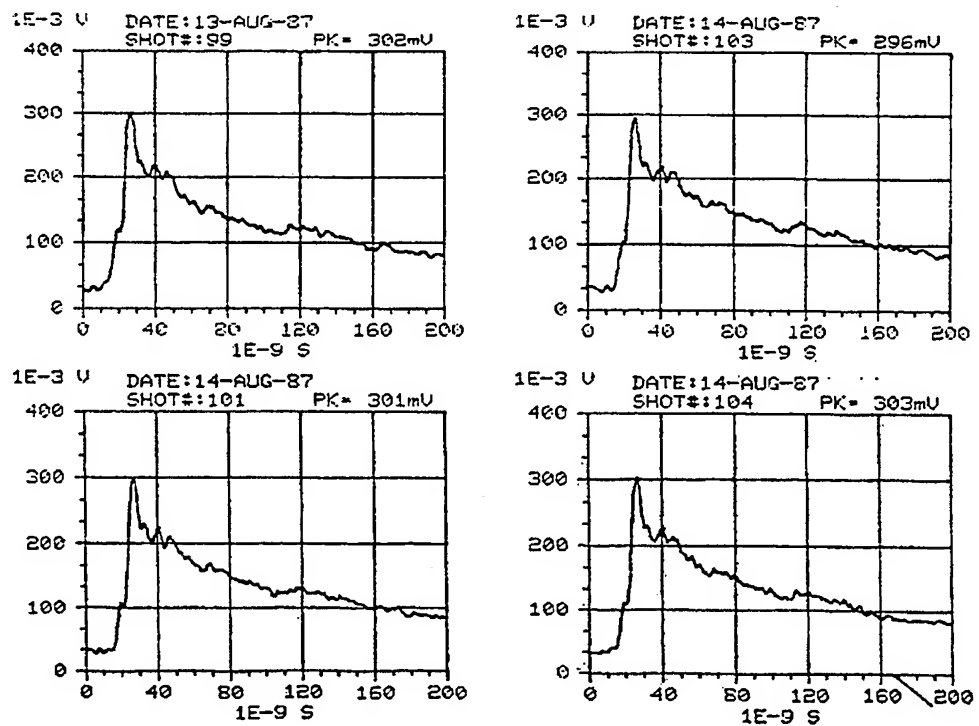 1E-3 V DATE:13-AUG-87
SHOT#:99 PK= 302mV
400
300
200
100
0
0 40 80 120 160 200
1E-9 S
1E-3 V DATE:14-AUG-87
SHOT#:103 PK= 296mV
400
300
200
100
0
0 40 80 120 160 200
1E-9 S
1E-3 V DATE:14-AUG-87
SHOT#:101 PK= 301mV
400
300
200
100
0
0 40 80 120 160 200
1E-9 S
1E-3 V DATE:14-AUG-87
SHOT#:104 PK= 303mV
400
300
200
100
0
0 40 80 120 160 200
1E-9 S